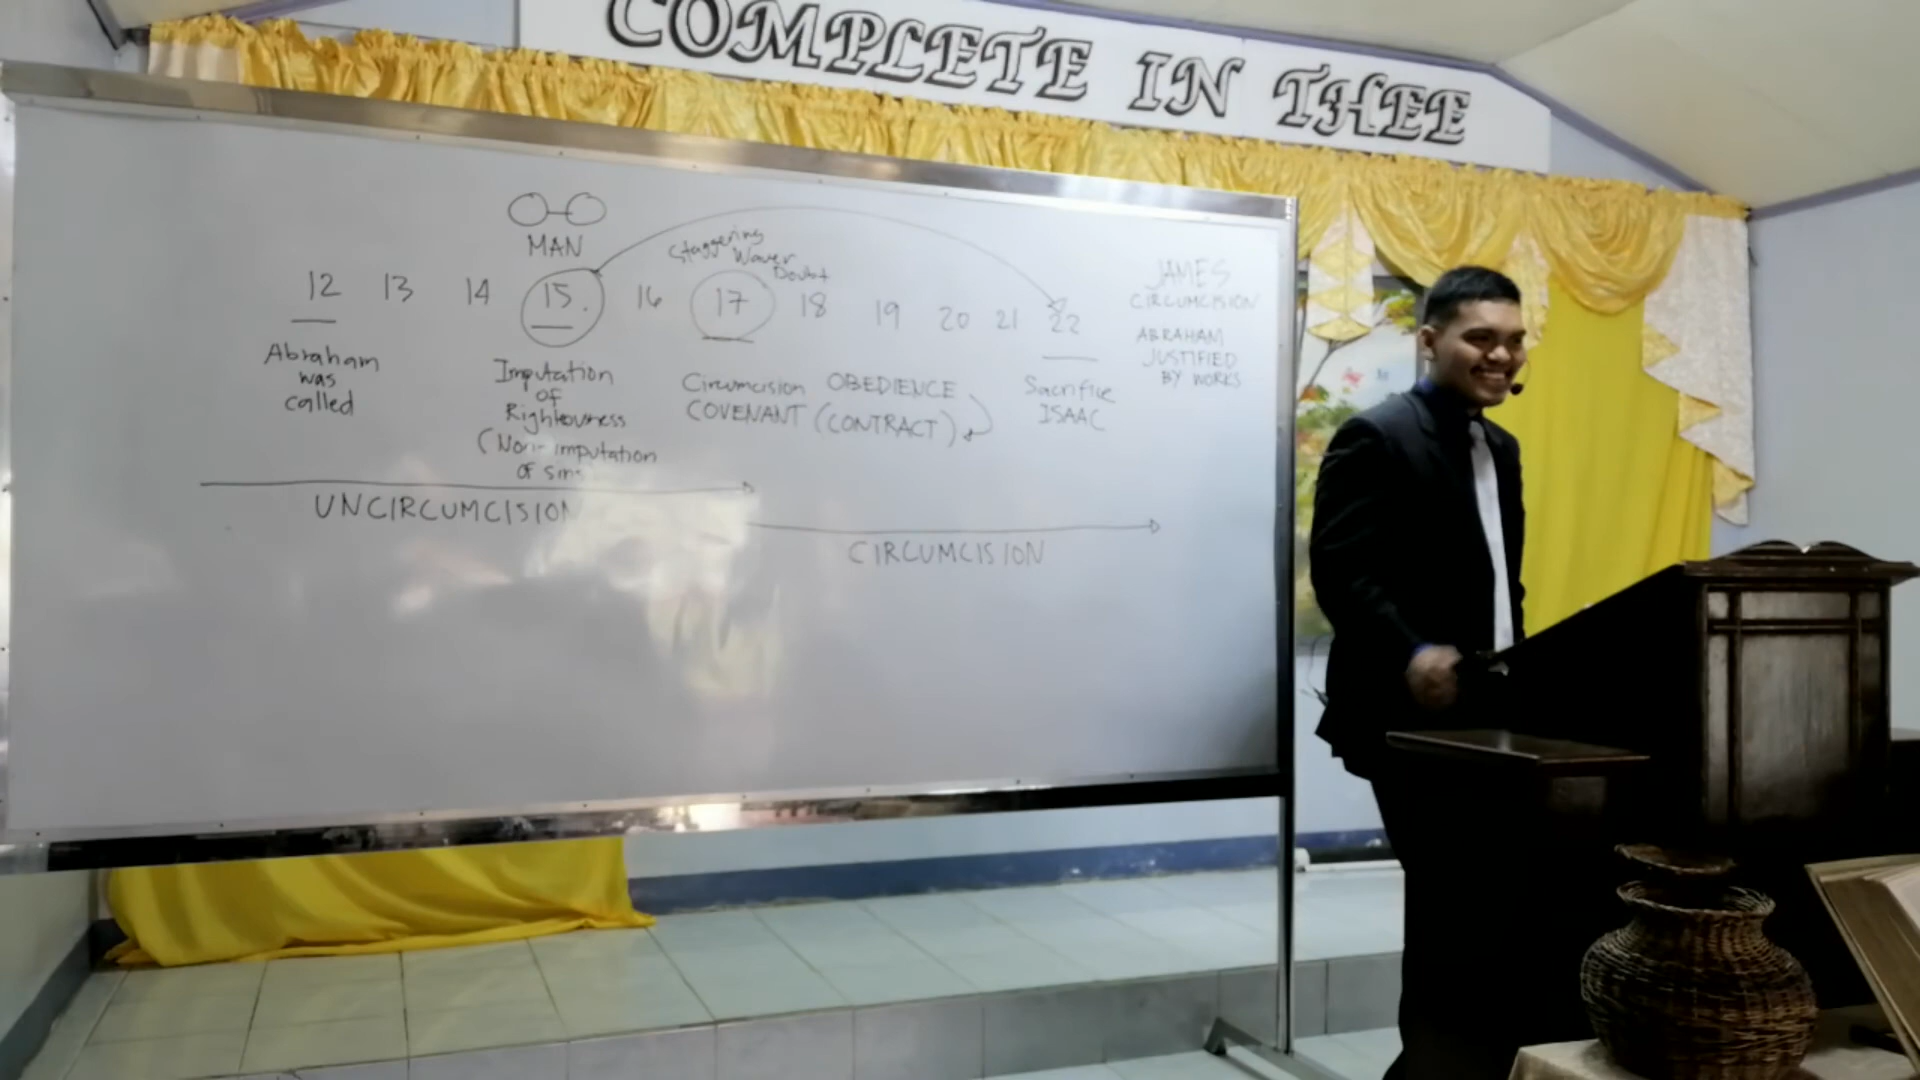 COMPLETE IN THEE
MAN
Staggering
Waver
Doubt
12 13 14 15. 16 17 18 19 20 21 22
Abraham
was
called
Imputation
of
Righteousness
(Non-imputation
of sins
Circumcision OBEDIENCE
COVENANT (CONTRACT)
Sacrifice
ISAAC
JAMES
CIRCUMCISION
ABRAHAM
JUSTIFIED
BY WORKS
UNCIRCUMCISION
CIRCUMCISION